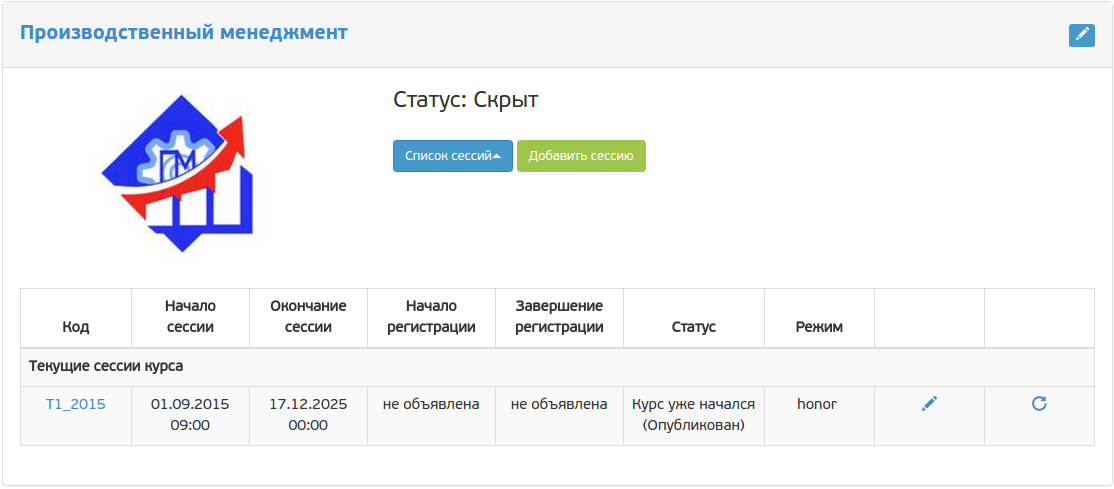 Производственный менеджмент
Статус: Скрыт
Список сессий
Добавить сессию
ПМ
Код
Начало сессии
Окончание сессии
Начало регистрации
Завершение регистрации
Статус
Режим
Текущие сессии курса
T1_2015
01.09.2015 09:00
17.12.2025 00:00
не объявлена
не объявлена
Курс уже начался (Опубликован)
honor